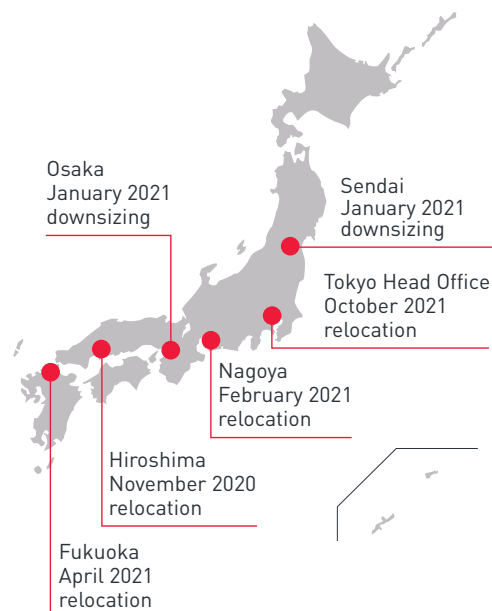 Osaka
January 2021
downsizing
Sendai
January 2021
downsizing
Tokyo Head Office
October 2021
relocation
Nagoya
February 2021
relocation
Hiroshima
November 2020
relocation
Fukuoka
April 2021
relocation